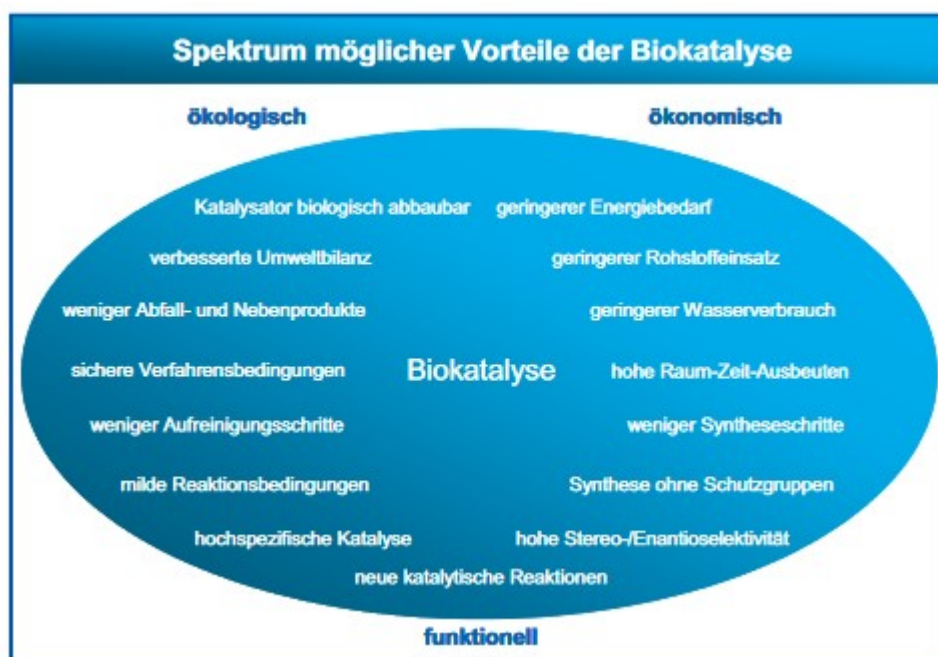 Spektrum möglicher Vorteile der Biokatalyse
ökologisch ökonomisch
Katalysator biologisch abbaubar geringerer Energiebedarf
verbesserte Umweltbilanz geringerer Rohstoffeinsatz
weniger Abfall- und Nebenprodukte geringerer Wasserverbrauch
sichere Verfahrensbedingungen Biokatalyse hohe Raum-Zeit-Ausbeuten
weniger Aufreinigungsschritte weniger Syntheseschritte
milde Reaktionsbedingungen Synthese ohne Schutzgruppen
hochspezifische Katalyse hohe Stereo-/Enantioselektivität
neue katalytische Reaktionen
funktionell